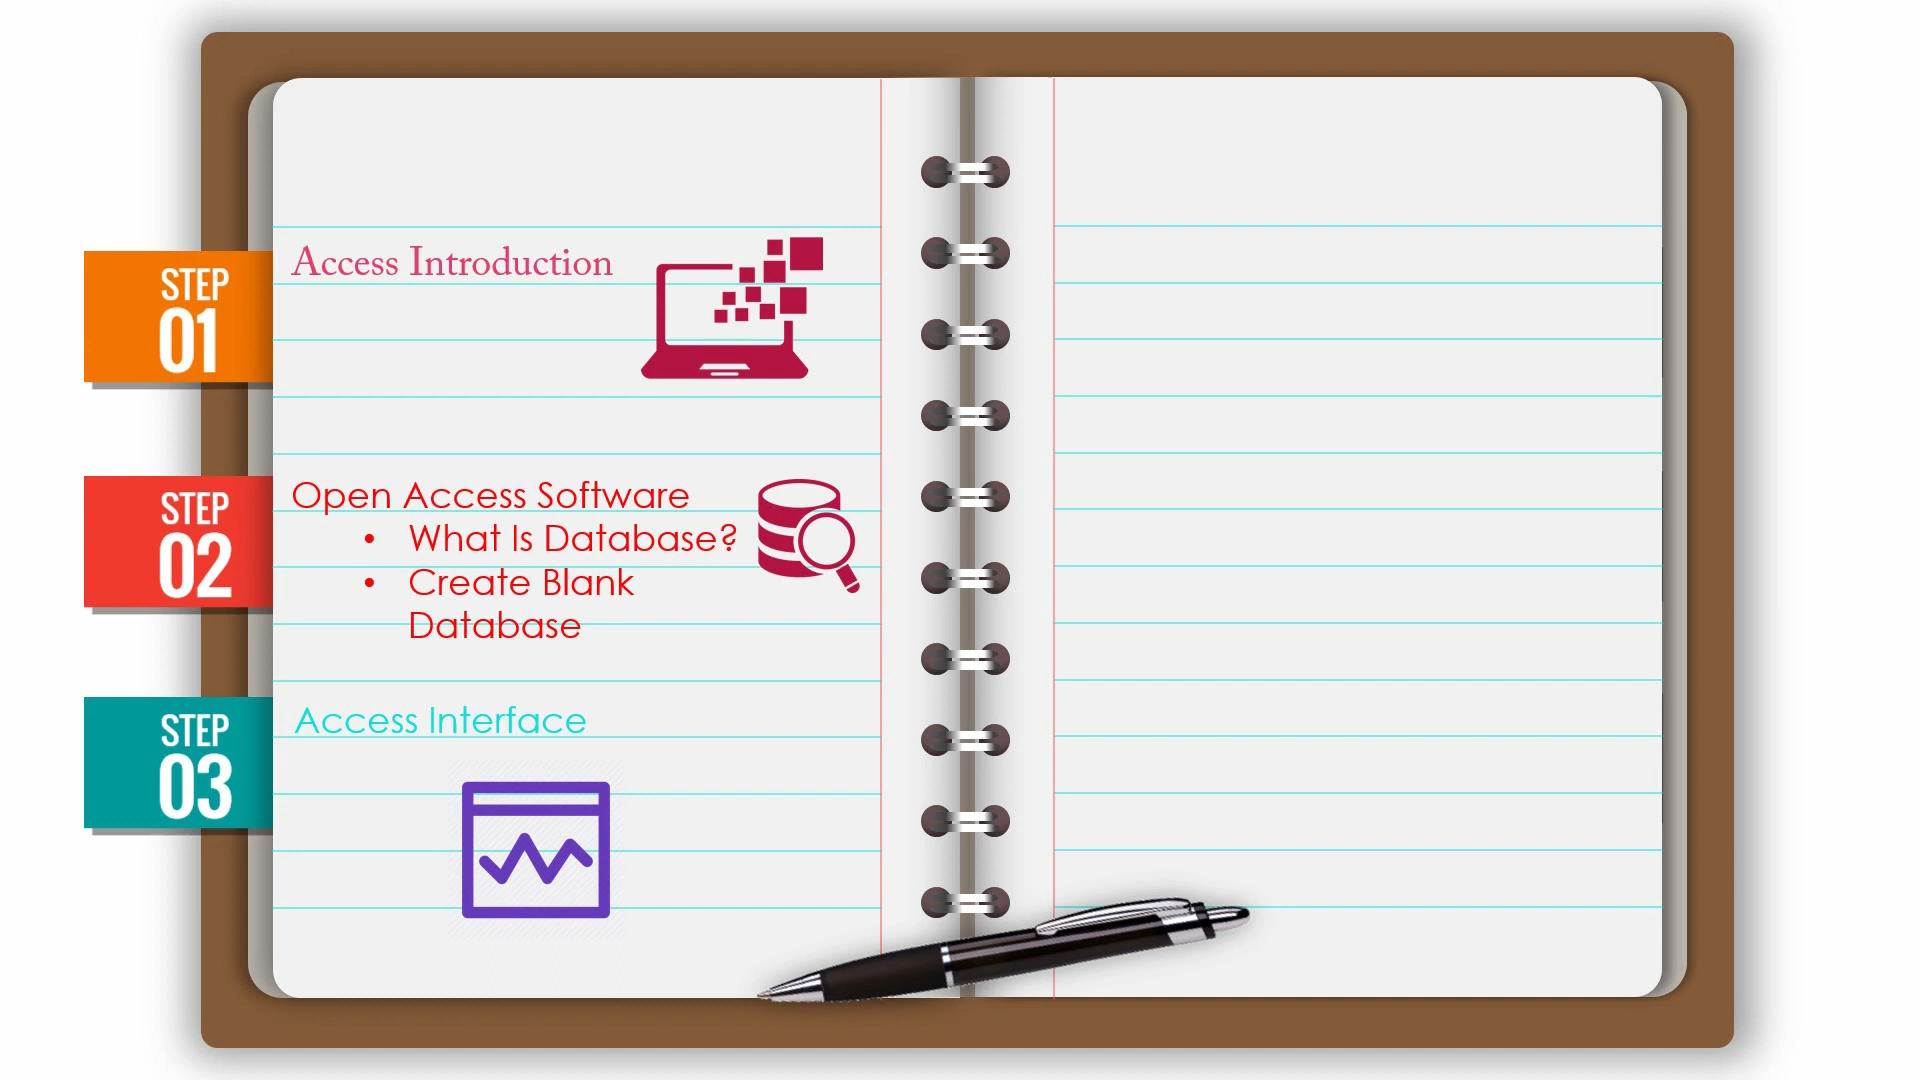 STEP
01
Access Introduction
STEP
02
Open Access Software
• What Is Database?
• Create Blank
Database
STEP
03
Access Interface